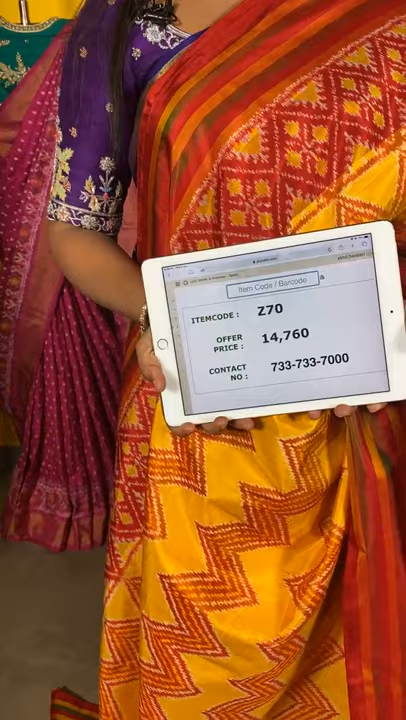 Item Code / Barcode
ITEMCODE : Z70
OFFER PRICE : 14,760
CONTACT NO : 733-733-7000